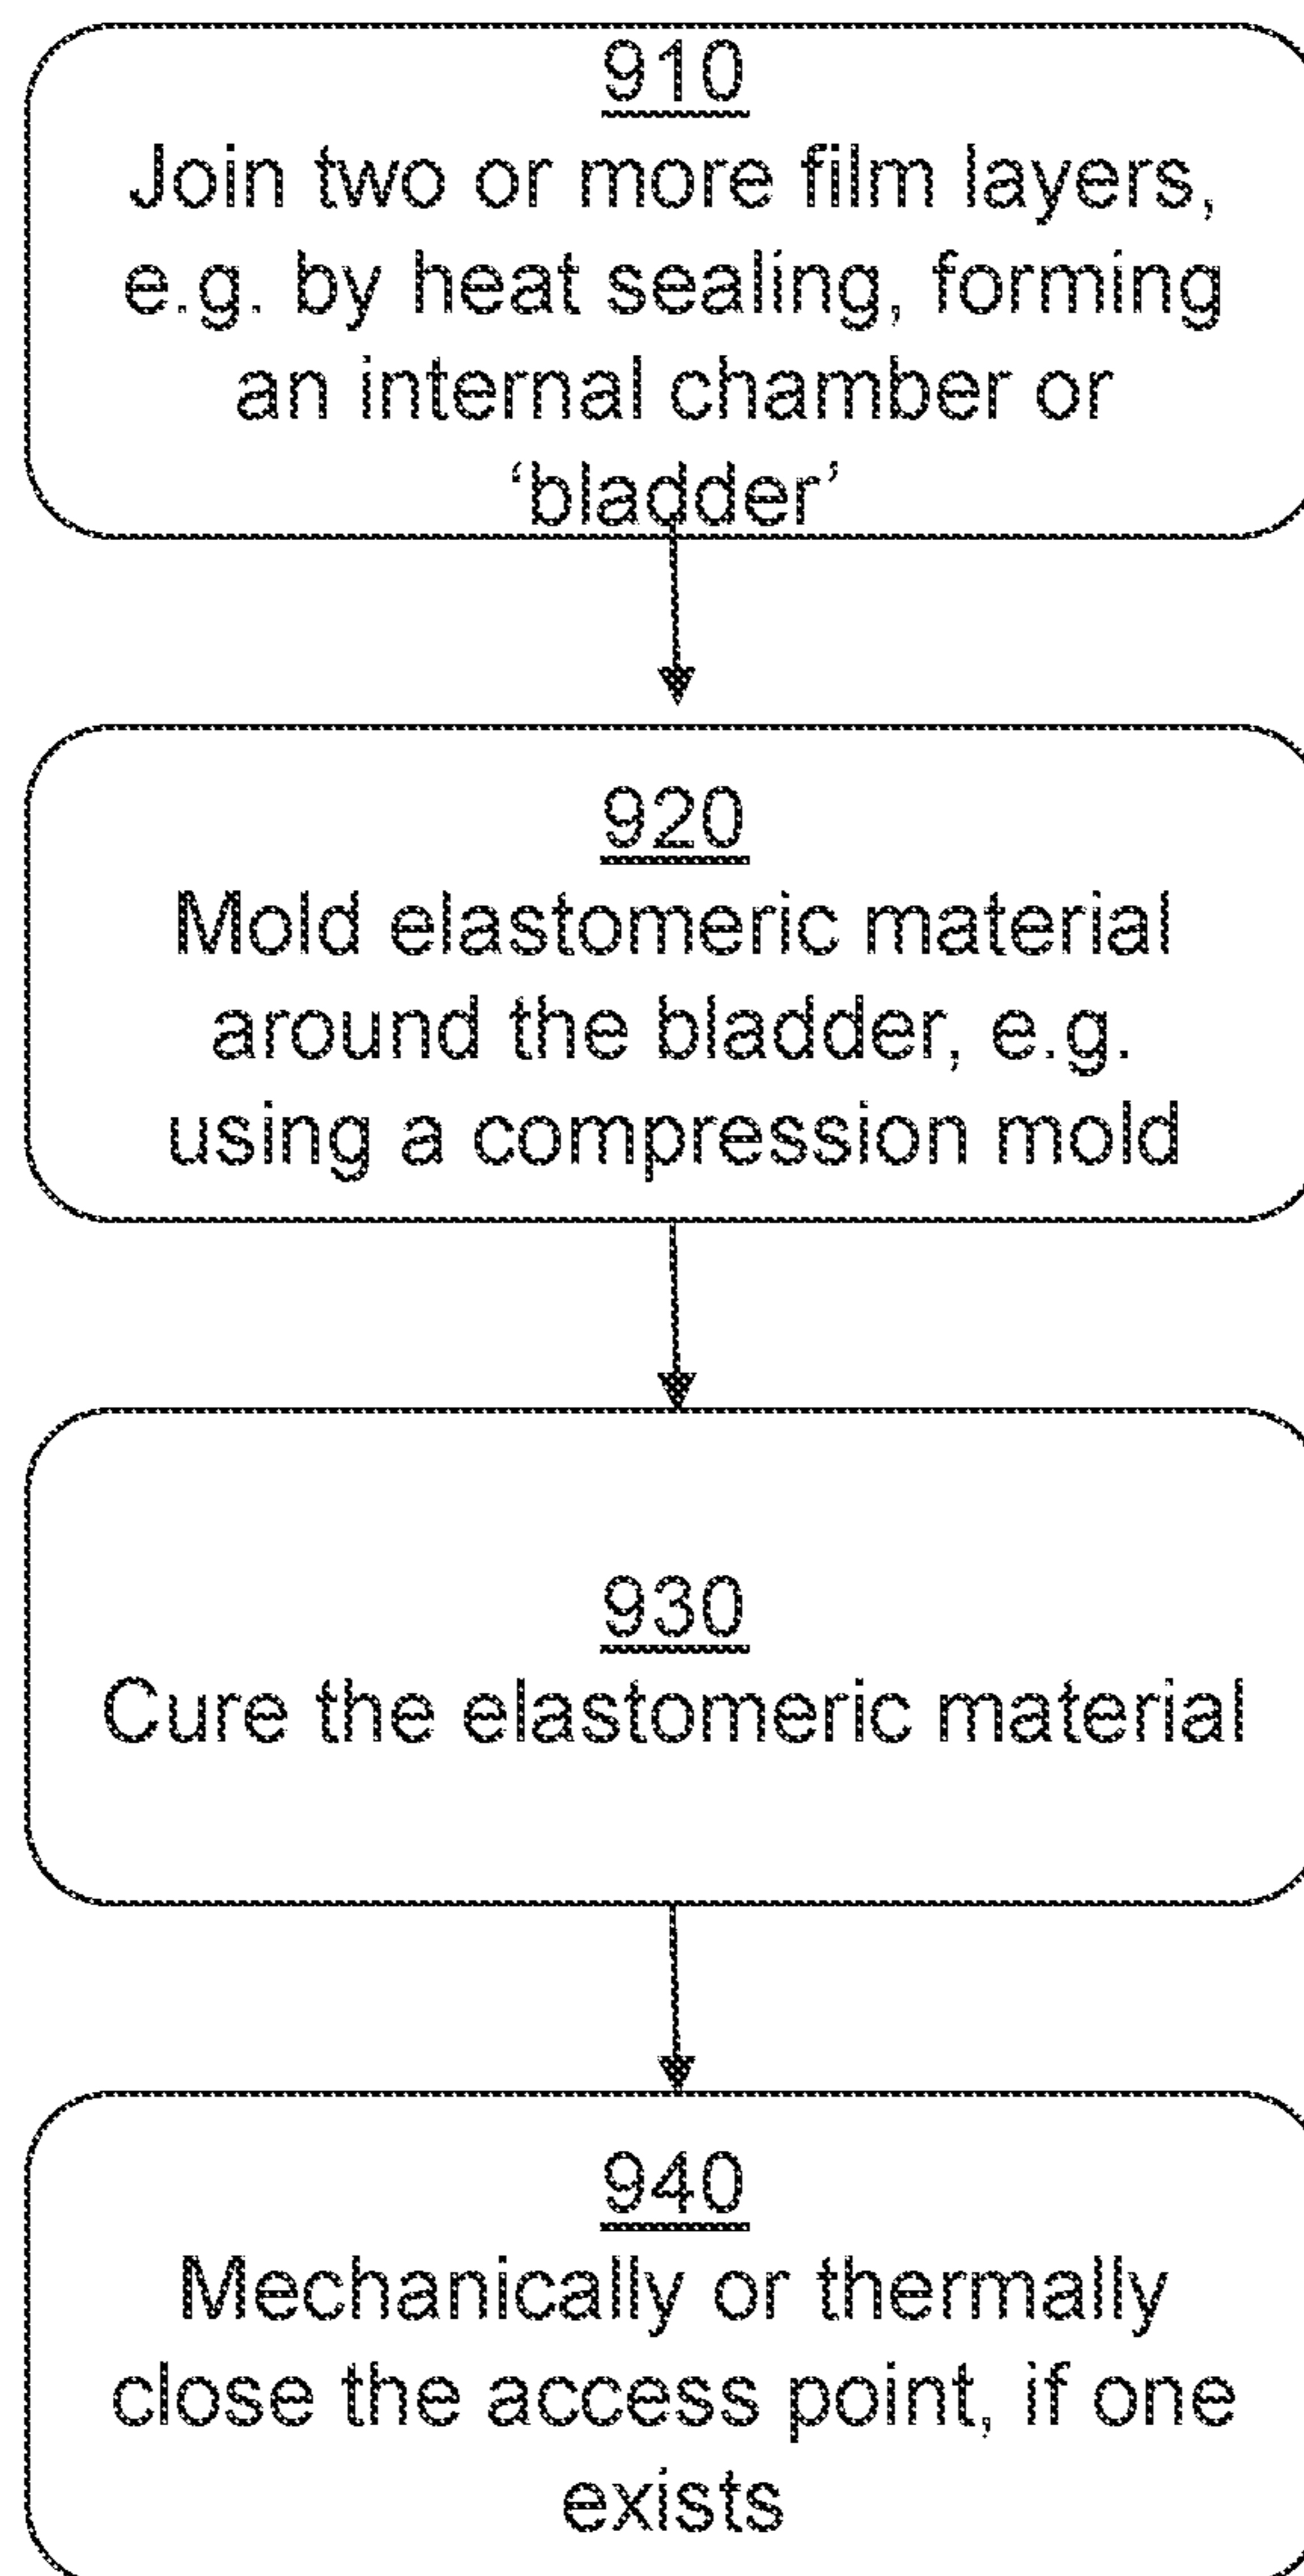 910
Join two or more film layers,
e.g. by heat sealing, forming
an internal chamber or
‘bladder’
920
Mold elastomeric material
around the bladder, e.g.
using a compression mold
930
Cure the elastomeric material
940
Mechanically or thermally
close the access point, if one
exists